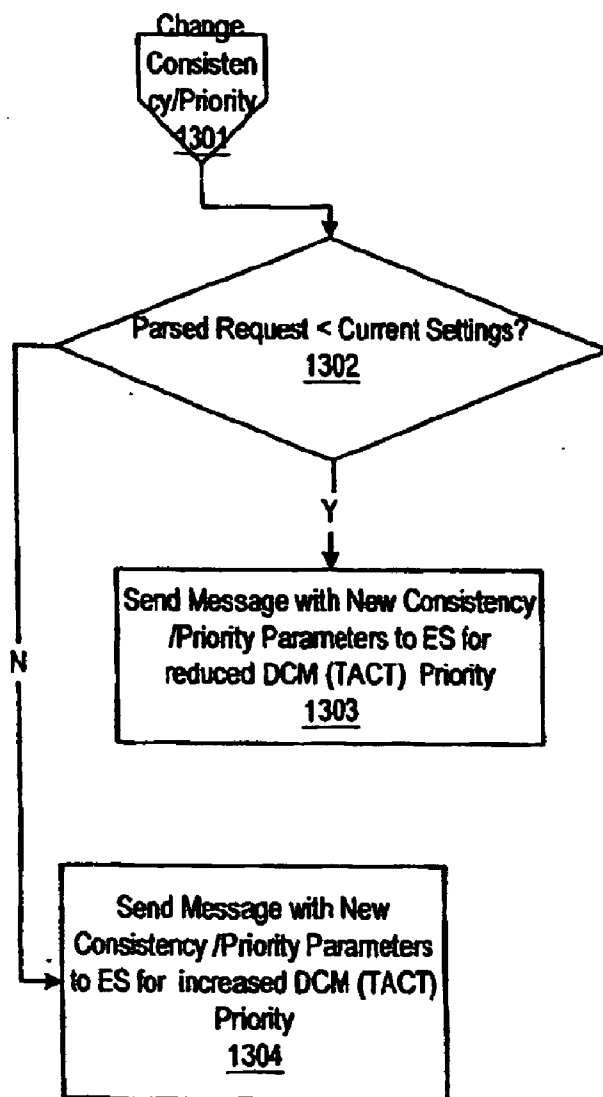 Change
Consisten
cy/Priority
1301
Parsed Request < Current Settings?
1302
Y
Send Message with New Consistency
/Priority Parameters to ES for
reduced DCM (TACT) Priority
1303
N
Send Message with New
Consistency /Priority Parameters
to ES for increased DCM (TACT)
Priority
1304